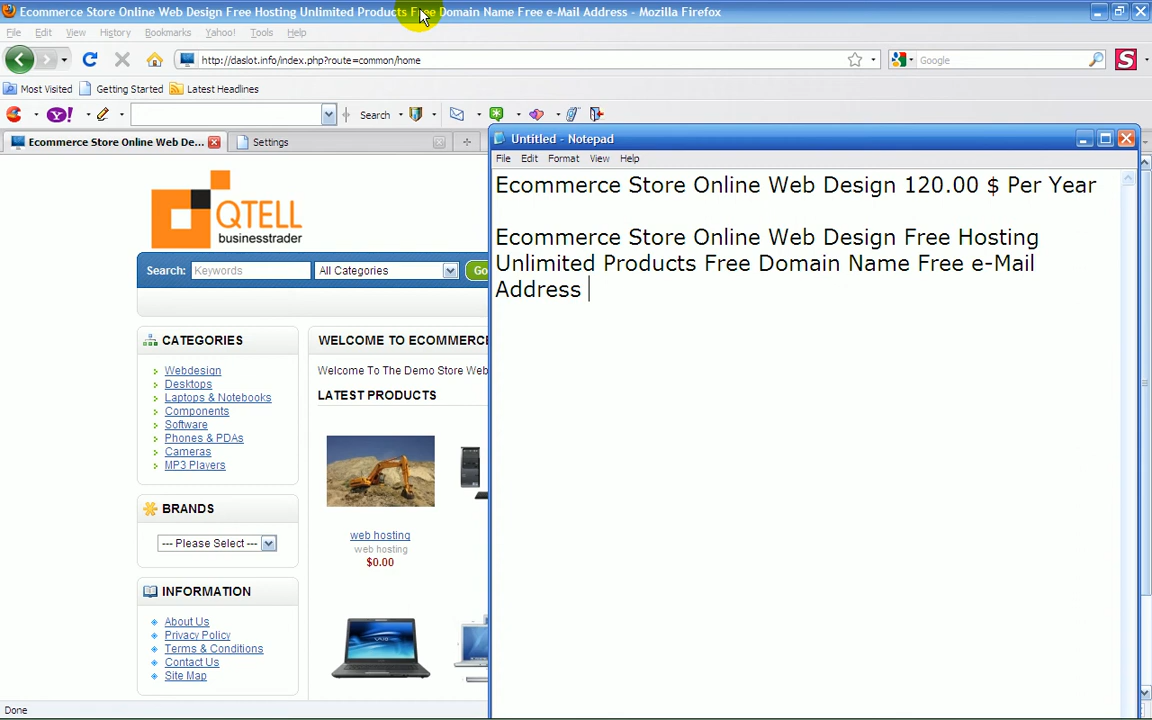 Ecommerce Store Online Web Design Free Hosting Unlimited Products Free Domain Name Free e-Mail Address - Mozilla Firefox
File Edit View History Bookmarks Yahoo! Tools Help
http://daslot.info/index.php?route=common/home
Google
S
Most Visited Getting Started Latest Headlines
Y! Search
Ecommerce Store Online Web De... Settings
Untitled - Notepad
File Edit Format View Help
Ecommerce Store Online Web Design 120.00 $ Per Year
Ecommerce Store Online Web Design Free Hosting
Unlimited Products Free Domain Name Free e-Mail
Address
QTELL
businesstrader
Search: Keywords All Categories Go
CATEGORIES
Webdesign
Desktops
Laptops & Notebooks
Components
Software
Phones & PDAs
Cameras
MP3 Players
BRANDS
--- Please Select ---
INFORMATION
About Us
Privacy Policy
Terms & Conditions
Contact Us
Site Map
WELCOME TO ECOMMERCE
Welcome To The Demo Store Web
LATEST PRODUCTS
web hosting
web hosting
$0.00
Done